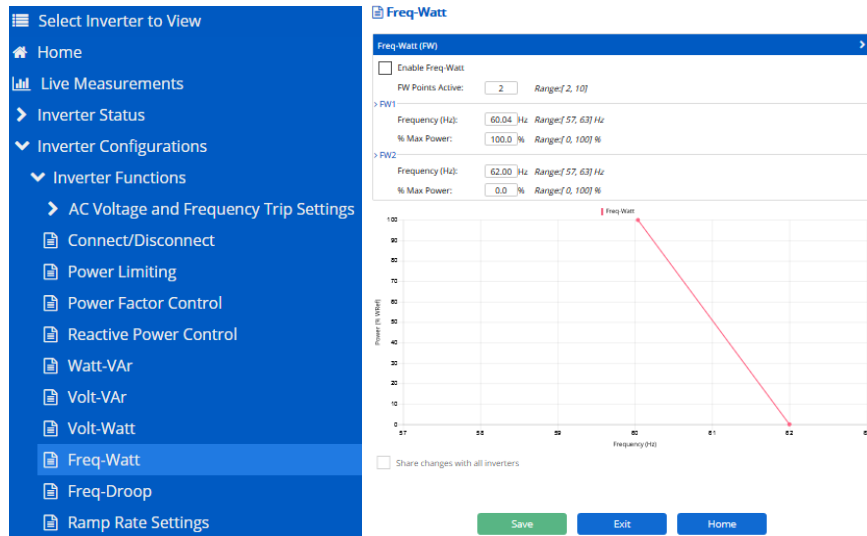 Select Inverter to View
Home
Live Measurements
Inverter Status
Inverter Configurations
Inverter Functions
AC Voltage and Frequency Trip Settings
Connect/Disconnect
Power Limiting
Power Factor Control
Reactive Power Control
Watt-VAr
Volt-VAr
Volt-Watt
Freq-Watt
Freq-Droop
Ramp Rate Settings
Freq-Watt
Freq-Watt (FW)
Enable Freq-Watt
FW Points Active: 2 Range:[ 2, 10]
> FW1
Frequency (Hz): 60.04 Hz Range:[ 57, 63] Hz
% Max Power: 100.0 % Range:[ 0, 100] %
> FW2
Frequency (Hz): 62.00 Hz Range:[ 57, 63] Hz
% Max Power: 0.0 % Range:[ 0, 100] %
Freq-Watt
100
90
80
70
60
50
40
30
20
10
0
Power (% WRef)
57 58 59 60 61 62 6
Frequency (Hz)
Share changes with all inverters
Save Exit Home